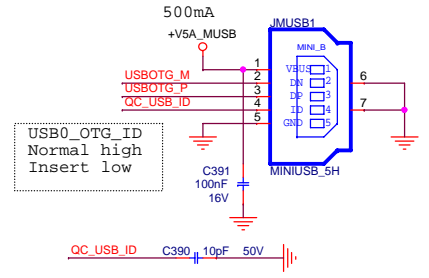 500mA
+V5A_MUSB
JMUSB1
MINI_B
1 VBUS 1
USBOTG_M 2 DN 2 6
USBOTG_P 3 DP 3
QC_USB_ID 4 ID 4 7
5 GND 5
USB0_OTG_ID
Normal high
Insert low
MINIUSB_5H
C391
100nF
16V
QC_USB_ID C390 10pF 50V